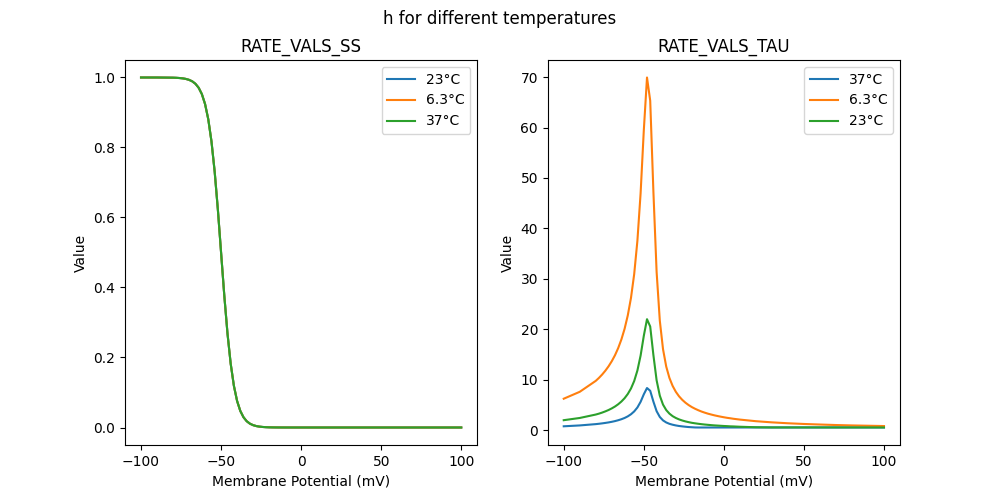 h for different temperatures
RATE_VALS_SS
1.0
0.8
0.6
0.4
0.2
0.0
Value
−100
−50
0
50
100
Membrane Potential (mV)
23°C
6.3°C
37°C
RATE_VALS_TAU
70
60
50
40
30
20
10
0
Value
−100
−50
0
50
100
Membrane Potential (mV)
37°C
6.3°C
23°C